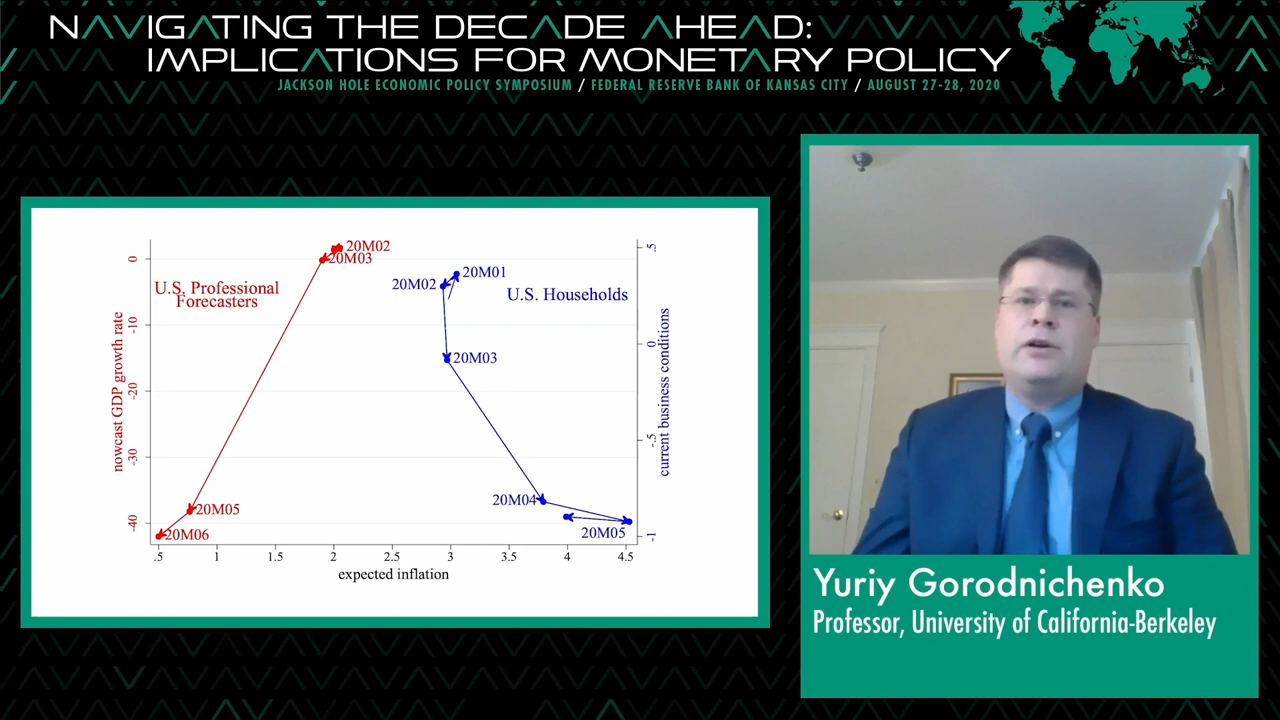 NAVIGATING THE DECADE AHEAD:
IMPLICATIONS FOR MONETARY POLICY
JACKSON HOLE ECONOMIC POLICY SYMPOSIUM / FEDERAL RESERVE BANK OF KANSAS CITY / AUGUST 27-28, 2020
20M02
20M03
U.S. Professional
Forecasters
20M05
20M06
nowcast GDP growth rate
0
-10
-20
-30
-40
20M01
20M02
U.S. Households
20M03
20M04
20M05
current business conditions
.5
0
-.5
-1
.5 1 1.5 2 2.5 3 3.5 4 4.5
expected inflation
Yuriy Gorodnichenko
Professor, University of California-Berkeley